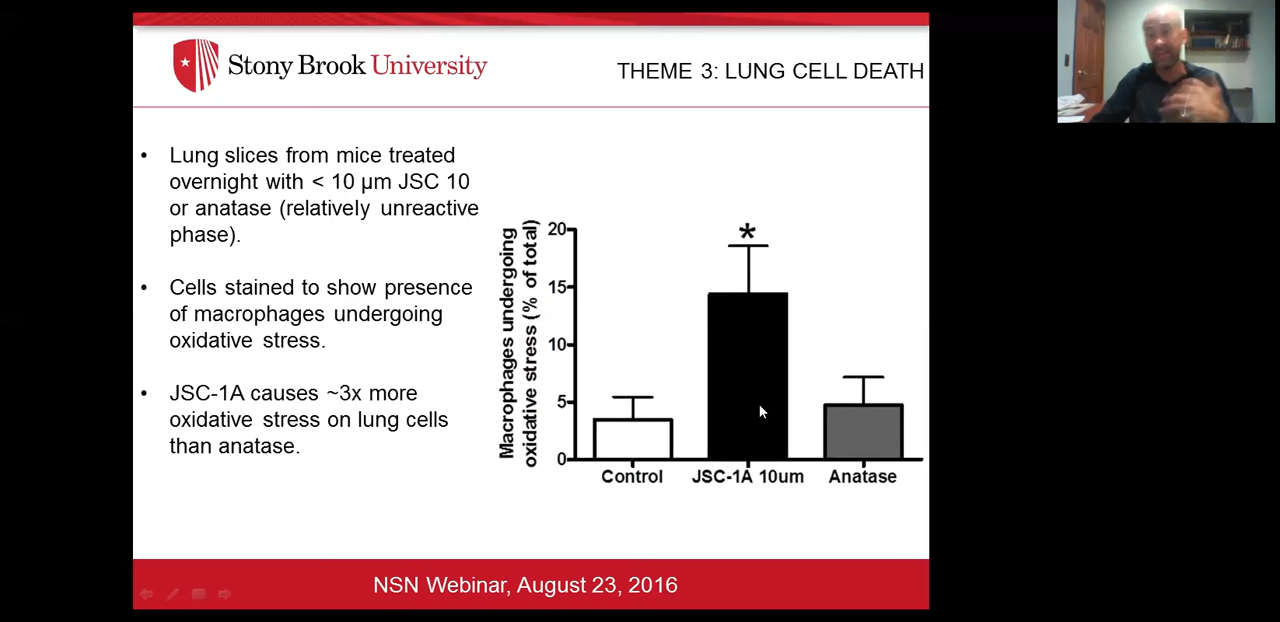 Stony Brook University
THEME 3: LUNG CELL DEATH
• Lung slices from mice treated
overnight with < 10 µm JSC 10
or anatase (relatively unreactive
phase).
• Cells stained to show presence
of macrophages undergoing
oxidative stress.
• JSC-1A causes ~3x more
oxidative stress on lung cells
than anatase.
Macrophages undergoing
oxidative stress (% of total)
20
15
10
5
0
*
Control JSC-1A 10um Anatase
NSN Webinar, August 23, 2016